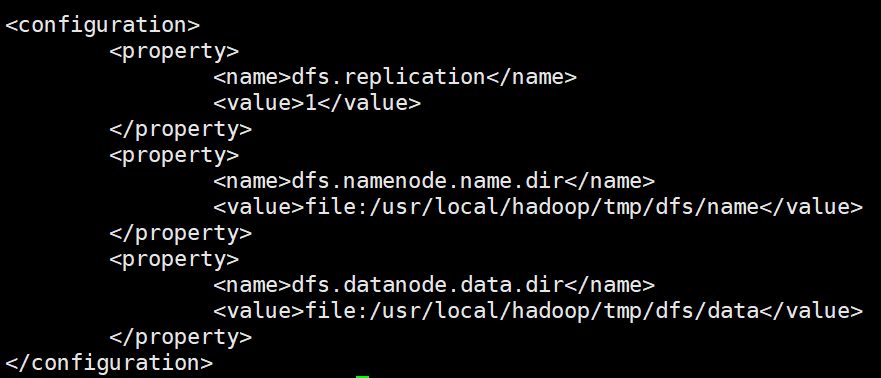 <configuration>
        <property>
                <name>dfs.replication</name>
                <value>1</value>
        </property>
        <property>
                <name>dfs.namenode.name.dir</name>
                <value>file:/usr/local/hadoop/tmp/dfs/name</value>
        </property>
        <property>
                <name>dfs.datanode.data.dir</name>
                <value>file:/usr/local/hadoop/tmp/dfs/data</value>
        </property>
</configuration>